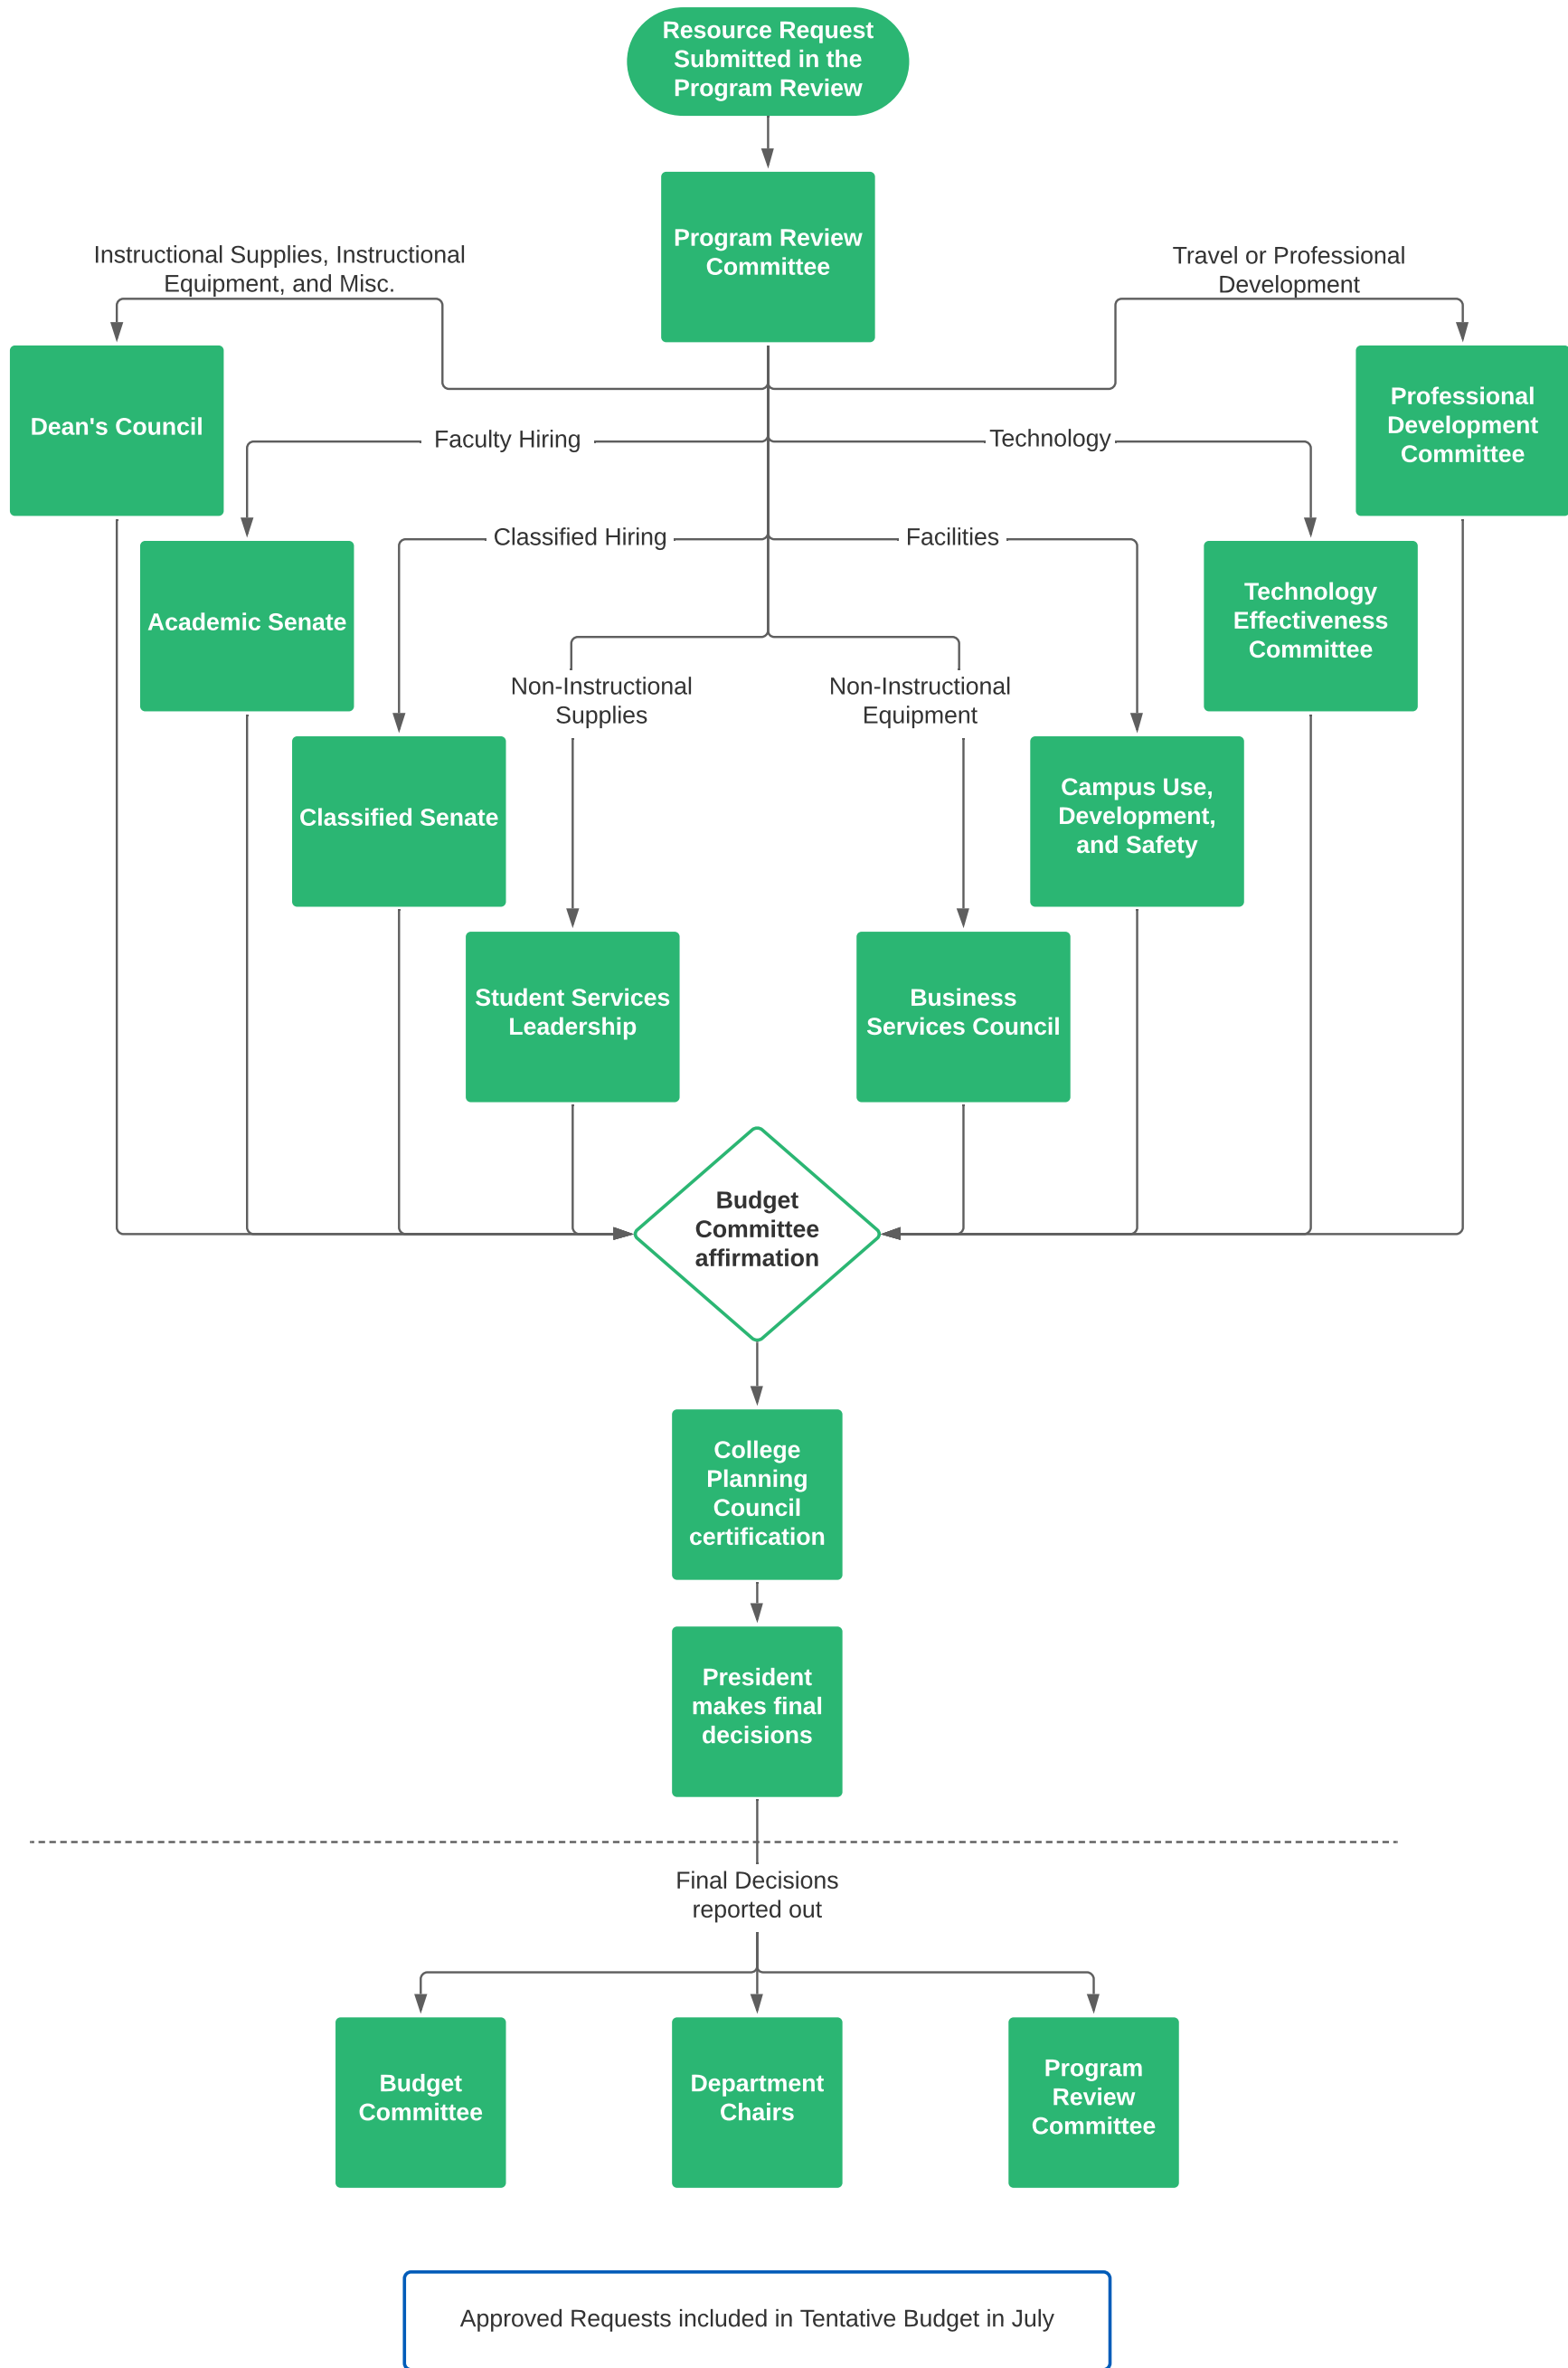 Resource Request
Submitted in the
Program Review
Program Review
Committee
Instructional Supplies, Instructional
Equipment, and Misc.
Travel or Professional
Development
Dean's Council
Professional
Development
Committee
Faculty Hiring
Technology
Classified Hiring
Facilities
Academic Senate
Technology
Effectiveness
Committee
Non-Instructional
Supplies
Non-Instructional
Equipment
Classified Senate
Campus Use,
Development,
and Safety
Student Services
Leadership
Business
Services Council
Budget
Committee
affirmation
College
Planning
Council
certification
President
makes final
decisions
Final Decisions
reported out
Budget
Committee
Department
Chairs
Program
Review
Committee
Approved Requests included in Tentative Budget in July